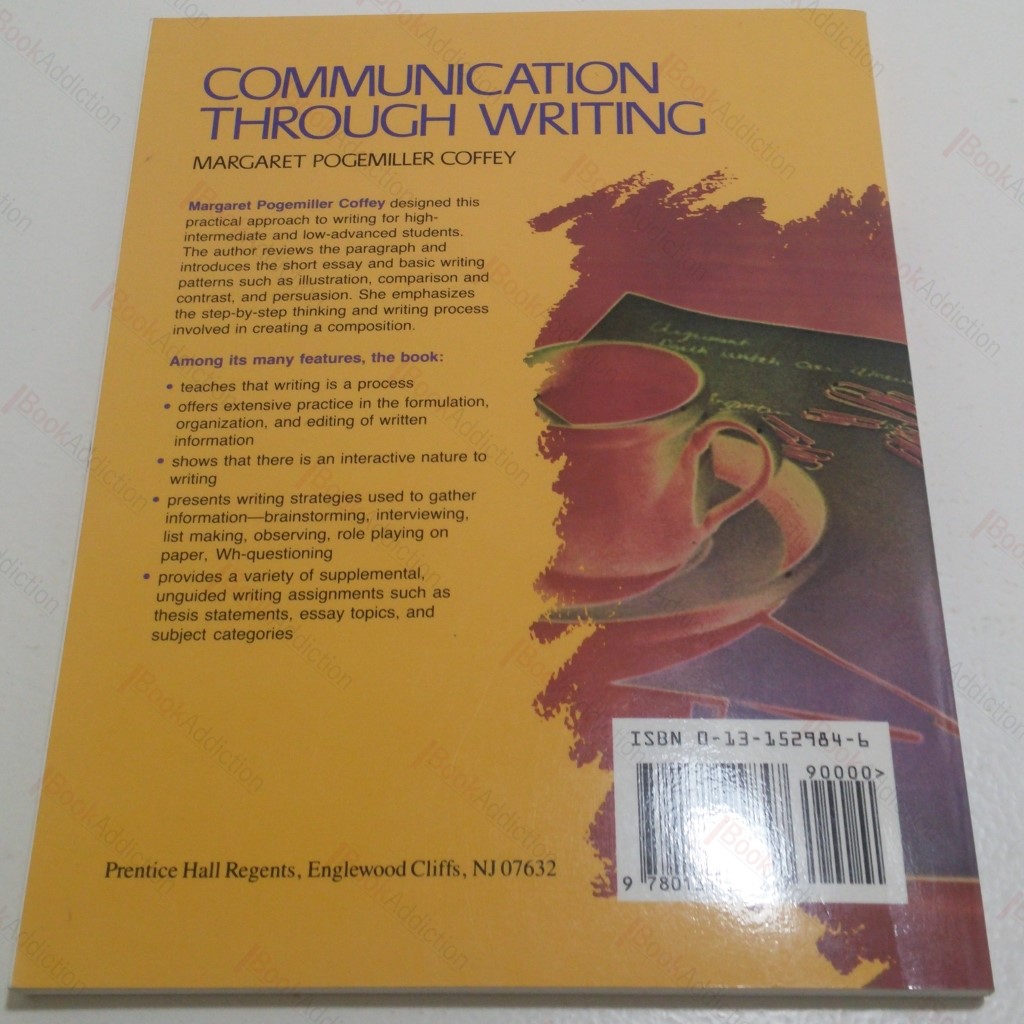 COMMUNICATION
THROUGH WRITING
MARGARET POGEMILLER COFFEY
Margaret Pogemiller Coffey designed this
practical approach to writing for high-
intermediate and low-advanced students.
The author reviews the paragraph and
introduces the short essay and basic writing
patterns such as illustration, comparison and
contrast, and persuasion. She emphasizes
the step-by-step thinking and writing process
involved in creating a composition.
Among its many features, the book:
• teaches that writing is a process
• offers extensive practice in the formulation,
organization, and editing of written
information
• shows that there is an interactive nature to
writing
• presents writing strategies used to gather
information—brainstorming, interviewing,
list making, observing, role playing on
paper, Wh-questioning
• provides a variety of supplemental,
unguided writing assignments such as
thesis statements, essay topics, and
subject categories
Argument
ISBN 0-13-152984-6
90000>
9 78013
Prentice Hall Regents, Englewood Cliffs, NJ 07632
BookAddiction